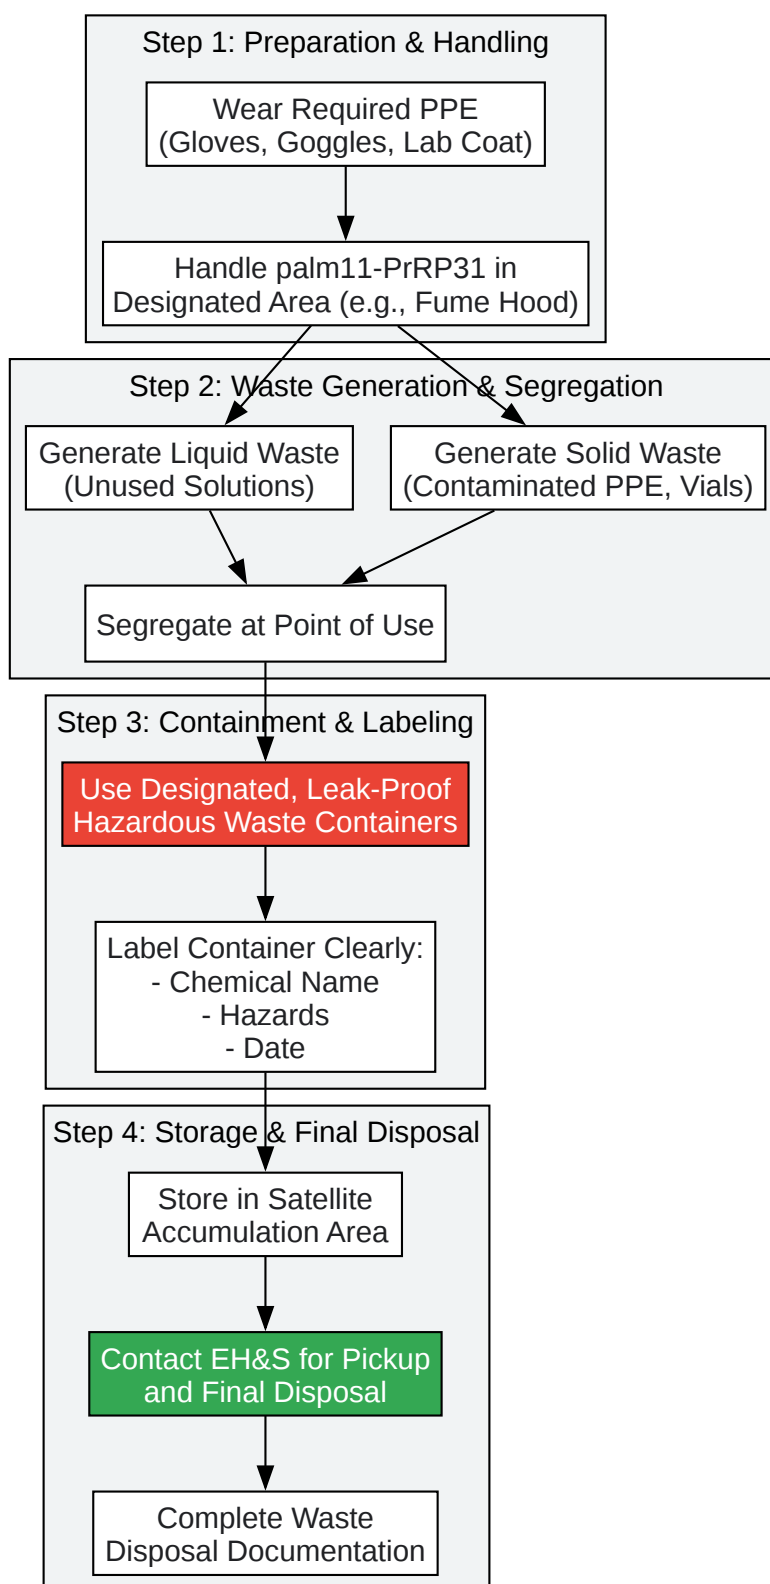 Step 1: Preparation & Handling
Wear Required PPE
(Gloves, Goggles, Lab Coat)
Handle palm11-PrRP31 in
Designated Area (e.g., Fume Hood)
Step 2: Waste Generation & Segregation
Generate Liquid Waste
(Unused Solutions)
Generate Solid Waste
(Contaminated PPE, Vials)
Segregate at Point of Use
Step 3: Containment & Labeling
Use Designated, Leak-Proof
Hazardous Waste Containers
Label Container Clearly:
- Chemical Name
- Hazards
- Date
Step 4: Storage & Final Disposal
Store in Satellite
Accumulation Area
Contact EH&S for Pickup
and Final Disposal
Complete Waste
Disposal Documentation